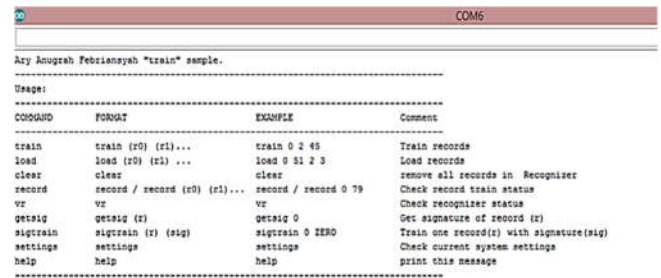 COM6
Ary Anugrah Febriansyah "train" sample.
Usage:
COMMAND FORMAT EXAMPLE Comment
train train (r0) (r1)... train 0 2 45 Train records
load load (r0) (r1) ... load 0 51 2 3 Load records
clear clear clear remove all records in Recognizer
record record / record (r0) (r1)... record / record 0 79 Check record train status
vr vr vr Check recognizer status
getsig getsig (r) getsig 0 Get signature of record (r)
sigtrain sigtrain (r) (sig) sigtrain 0 ZERO Train one record(r) with signature(sig)
settings settings settings Check current system settings
help help help print this message